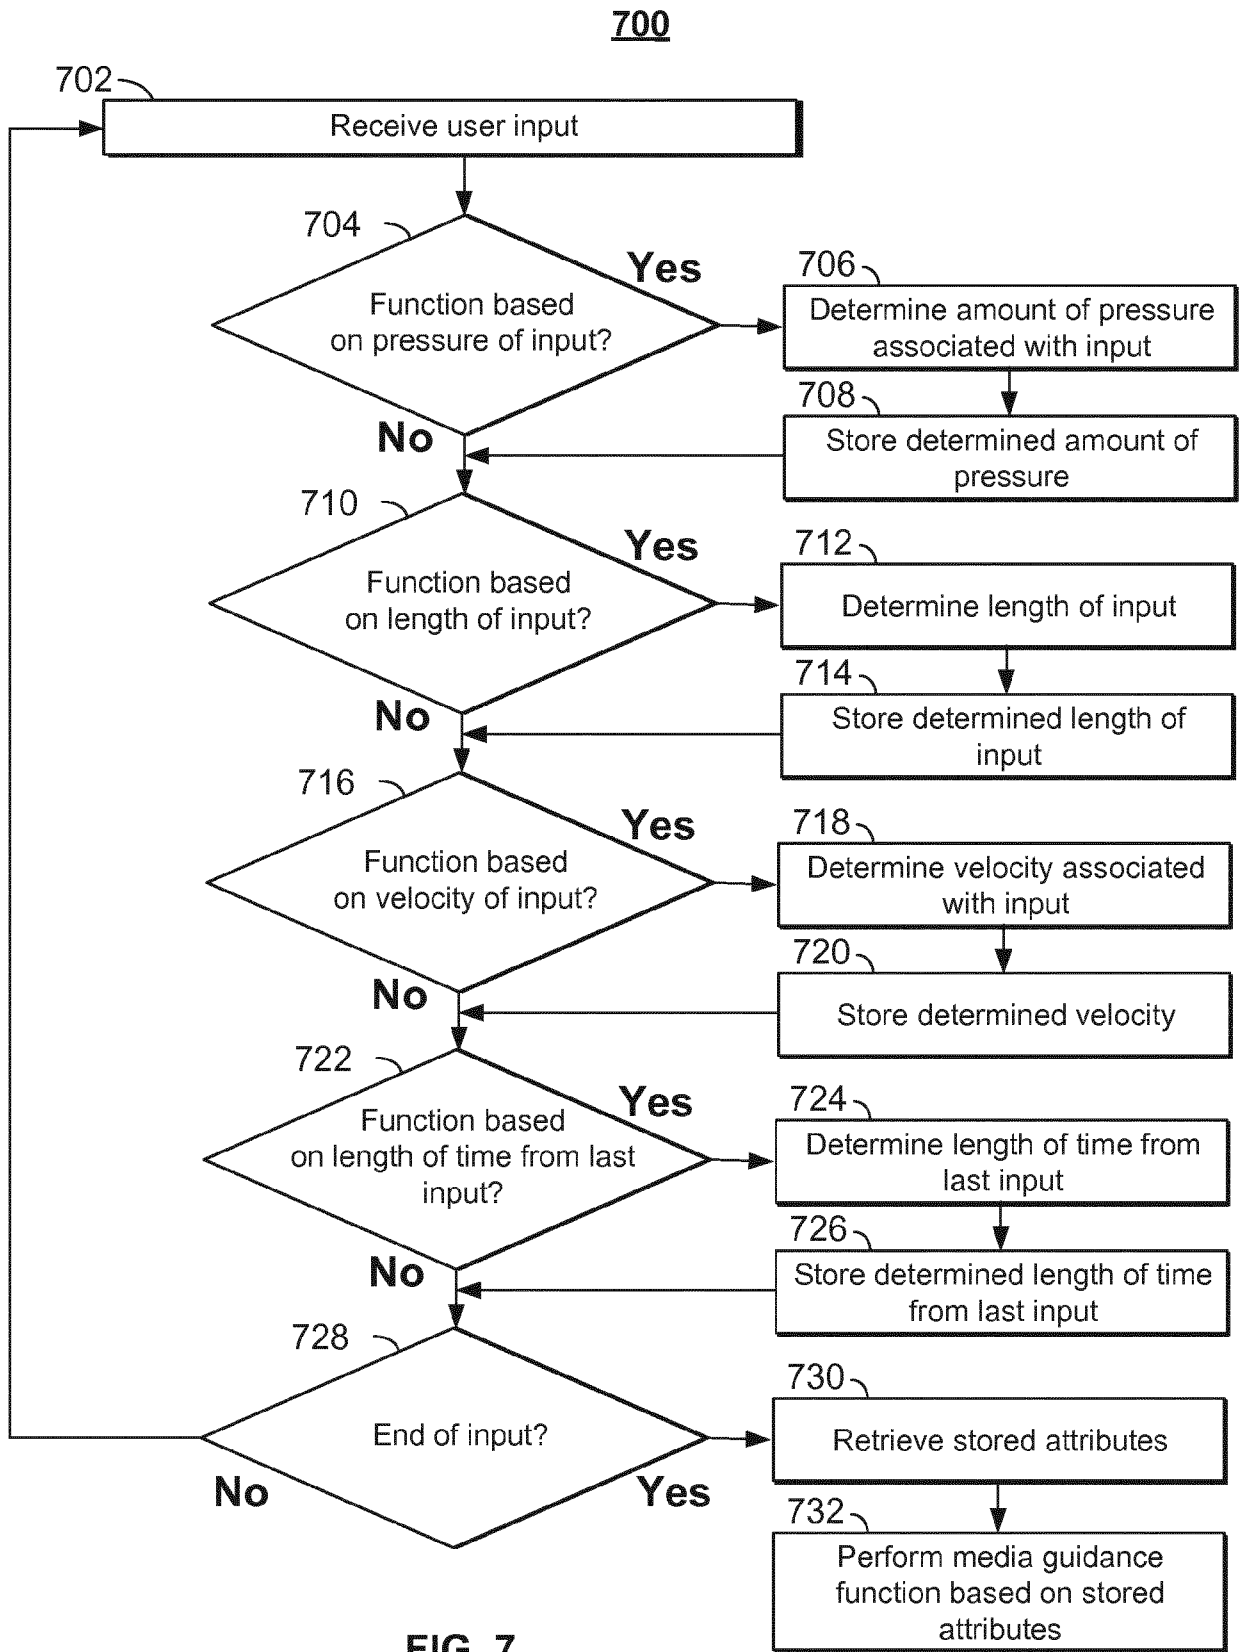 700
702
Receive user input
704
Function based
on pressure of input?
Yes
706
Determine amount of pressure
associated with input
708
Store determined amount of
pressure
No
710
Function based
on length of input?
Yes
712
Determine length of input
714
Store determined length of
input
No
716
Function based
on velocity of input?
Yes
718
Determine velocity associated
with input
720
Store determined velocity
No
722
Function based
on length of time from last
input?
Yes
724
Determine length of time from
last input
726
Store determined length of time
from last input
No
728
End of input?
No
Yes
730
Retrieve stored attributes
732
Perform media guidance
function based on stored
attributes
FIG. 7